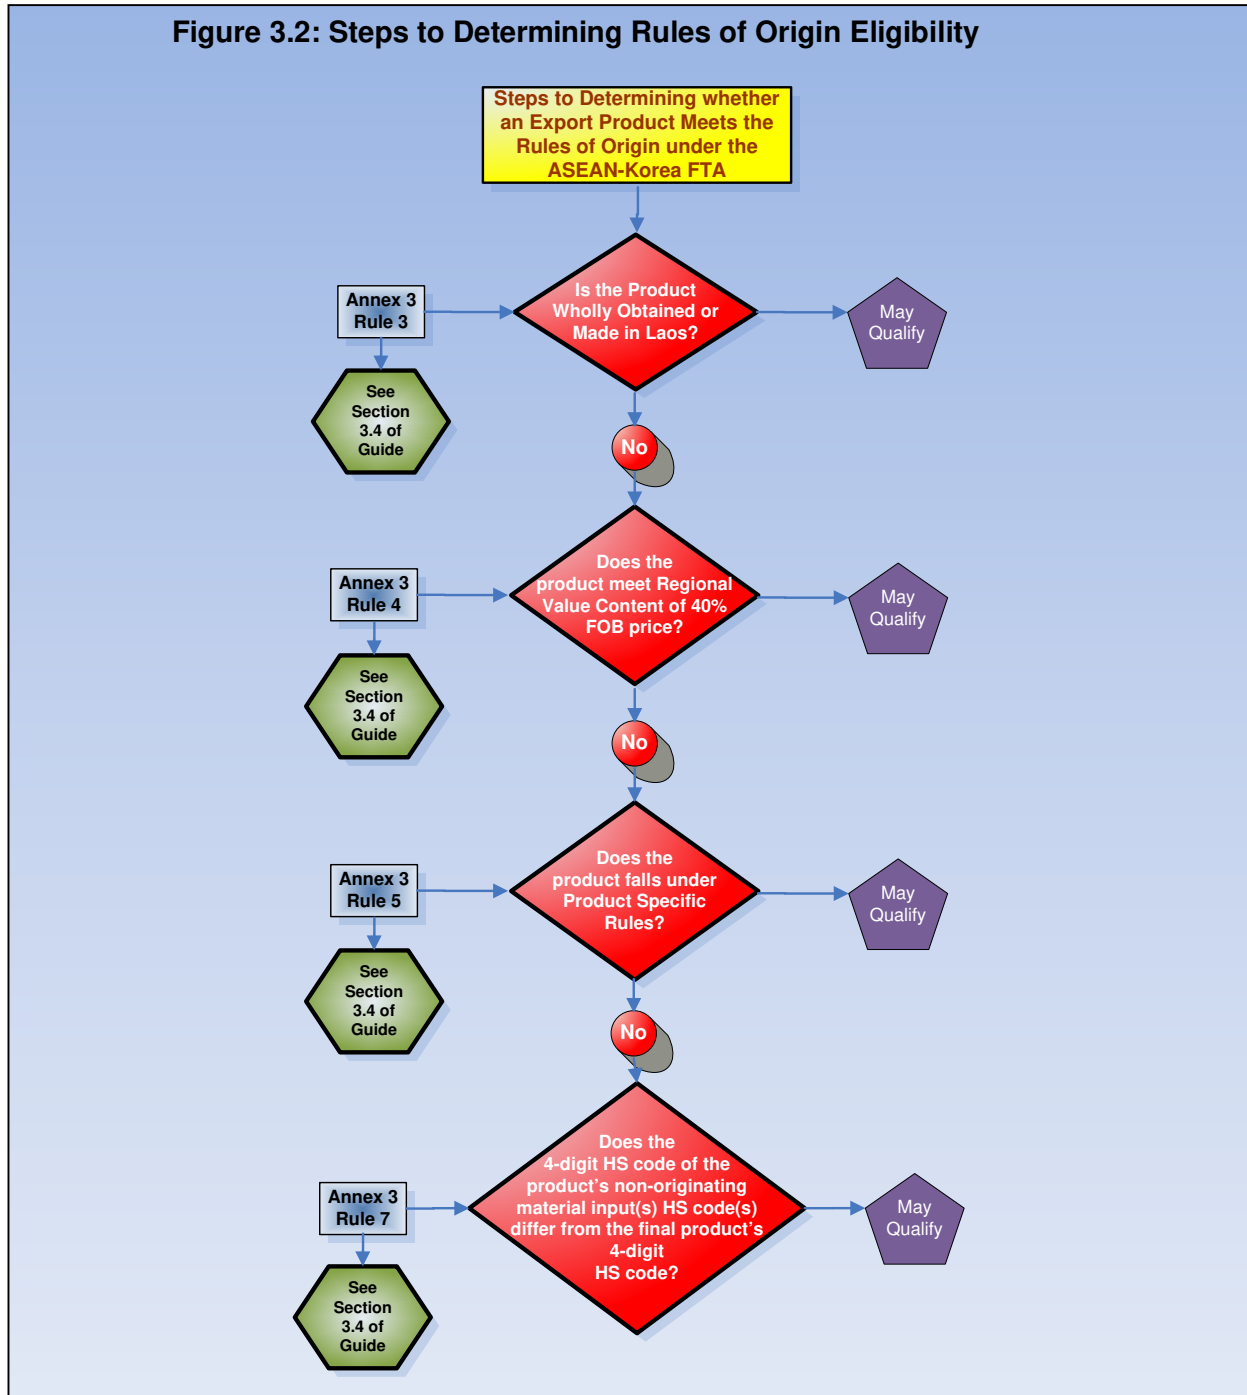 Figure 3.2: Steps to Determining Rules of Origin Eligibility
Steps to Determining whether
an Export Product Meets the
Rules of Origin under the
ASEAN-Korea FTA
Annex 3
Rule 3
Is the Product
Wholly Obtained or
Made in Laos?
May
Qualify
See
Section
3.4 of
Guide
No
Annex 3
Rule 4
Does the
product meet Regional
Value Content of 40%
FOB price?
May
Qualify
See
Section
3.4 of
Guide
No
Annex 3
Rule 5
Does the
product falls under
Product Specific
Rules?
May
Qualify
See
Section
3.4 of
Guide
No
Annex 3
Rule 7
Does the
4-digit HS code of the
product's non-originating
material input(s) HS code(s)
differ from the final product's
4-digit
HS code?
May
Qualify
See
Section
3.4 of
Guide